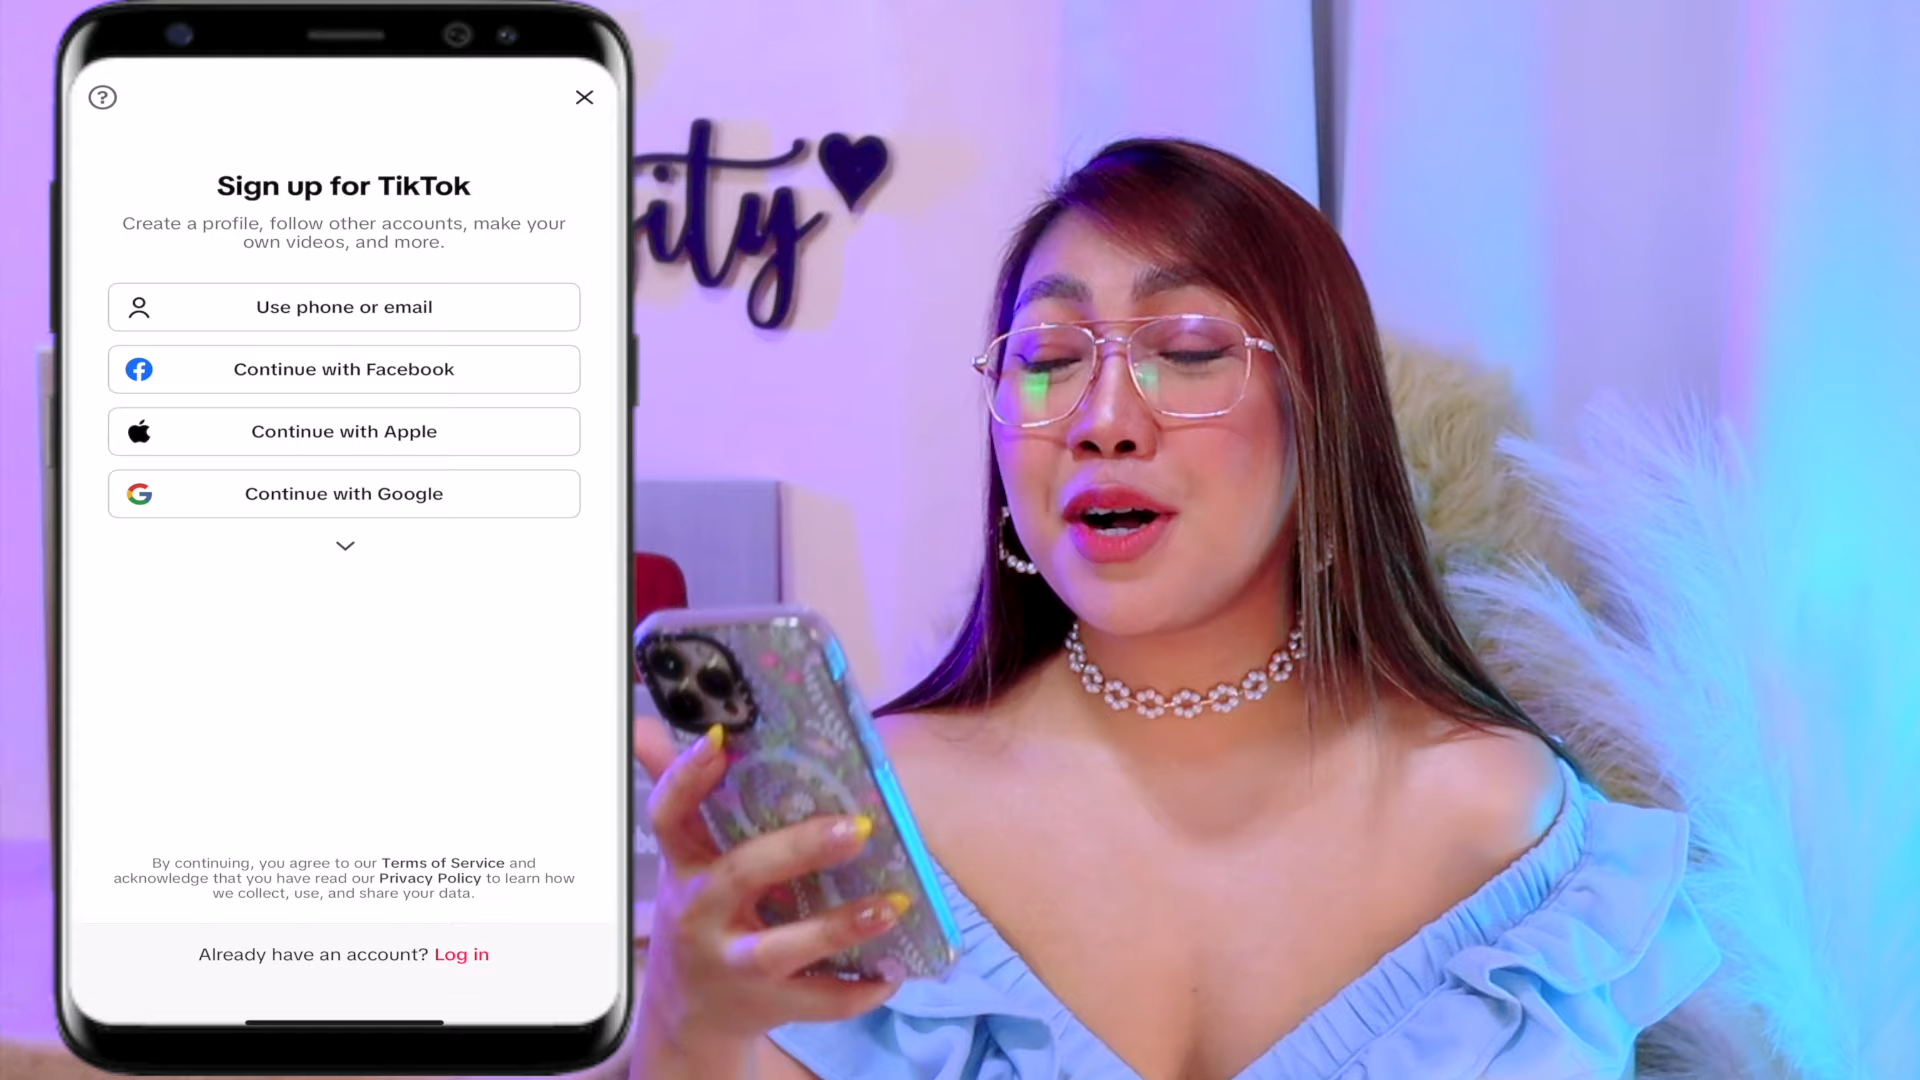 Sign up for TikTok
Create a profile, follow other accounts, make your
own videos, and more.
Use phone or email
Continue with Facebook
Continue with Apple
Continue with Google
By continuing, you agree to our Terms of Service and
acknowledge that you have read our Privacy Policy to learn how
we collect, use, and share your data.
Already have an account? Log in
ity